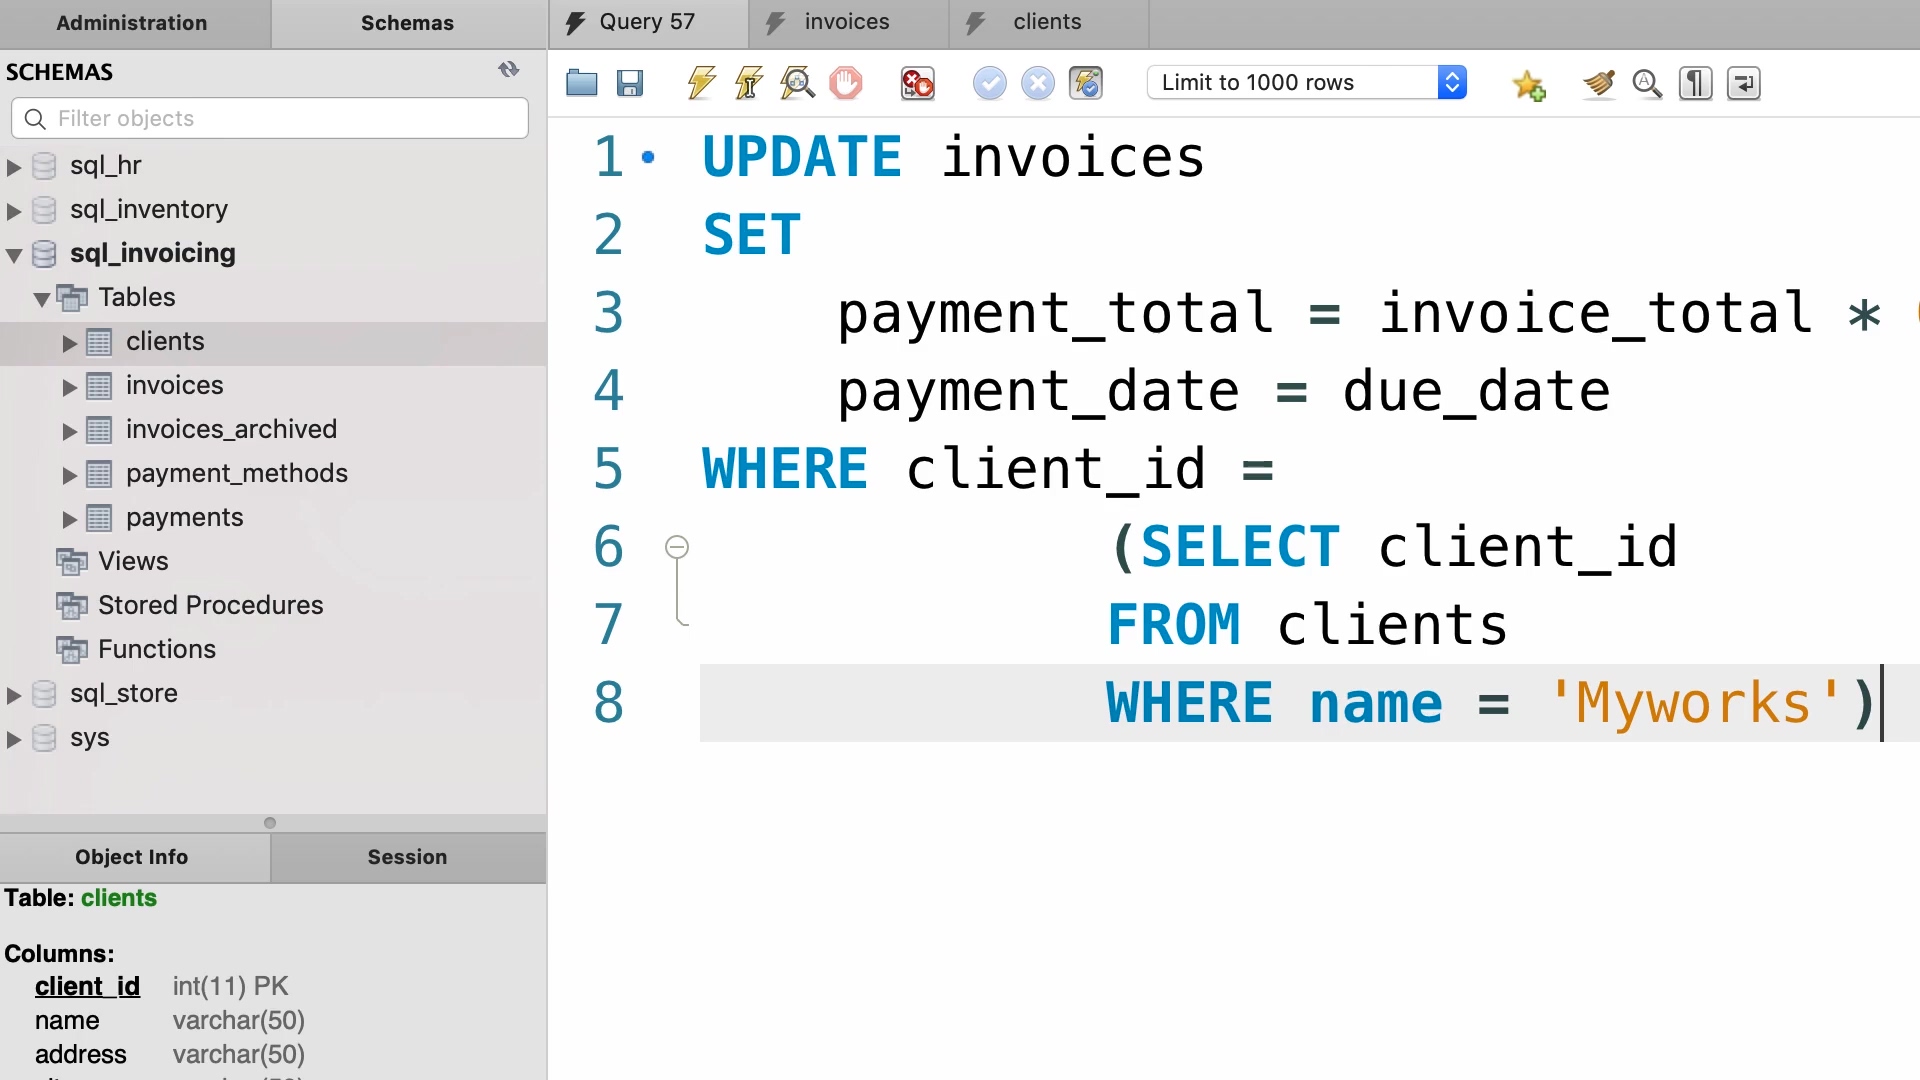 Administration
Schemas
Query 57
invoices
clients
SCHEMAS
Filter objects
Limit to 1000 rows
sql_hr
sql_inventory
sql_invoicing
Tables
clients
invoices
invoices_archived
payment_methods
payments
Views
Stored Procedures
Functions
sql_store
sys
1 UPDATE invoices
2 SET
3 payment_total = invoice_total *
4 payment_date = due_date
5 WHERE client_id =
6 (SELECT client_id
7 FROM clients
8 WHERE name = 'Myworks')
Object Info
Session
Table: clients
Columns:
client_id int(11) PK
name varchar(50)
address varchar(50)